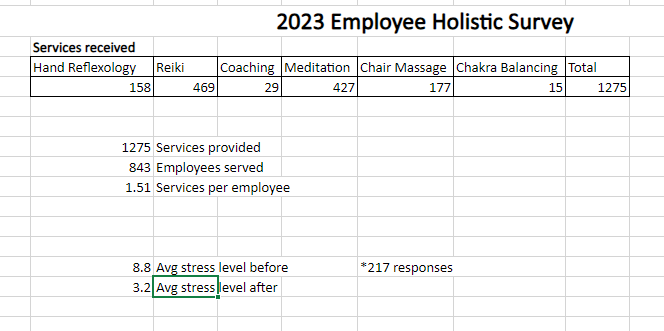 2023 Employee Holistic Survey
Services received
Hand Reflexology Reiki Coaching Meditation Chair Massage Chakra Balancing Total
158 469 29 427 177 15 1275
1275 Services provided
843 Employees served
1.51 Services per employee
8.8 Avg stress level before *217 responses
3.2 Avg stress level after